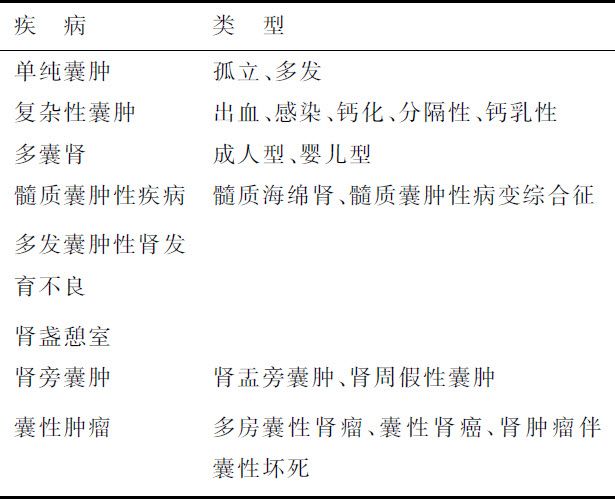 疾 病 类 型
单纯囊肿 孤立、多发
复杂性囊肿 出血、感染、钙化、分隔性、钙乳性
多囊肾 成人型、婴儿型
髓质囊肿性疾病 髓质海绵肾、髓质囊肿性病变综合征
多发囊肿性肾发
育不良
肾盏憩室
肾旁囊肿 肾盂旁囊肿、肾周假性囊肿
囊性肿瘤 多房囊性肾瘤、囊性肾癌、肾肿瘤伴
囊性坏死